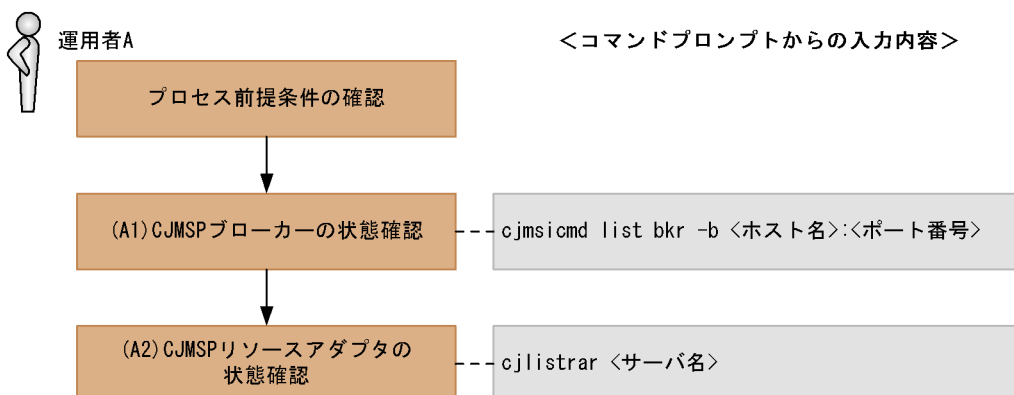 運用者A
＜コマンドプロンプトからの入力内容＞
プロセス前提条件の確認
(A1)CJMSPブローカーの状態確認
cjmsicmd list bkr -b <ホスト名>:<ポート番号>
(A2)CJMSPリソースアダプタの
状態確認
cjlistrar <サーバ名>